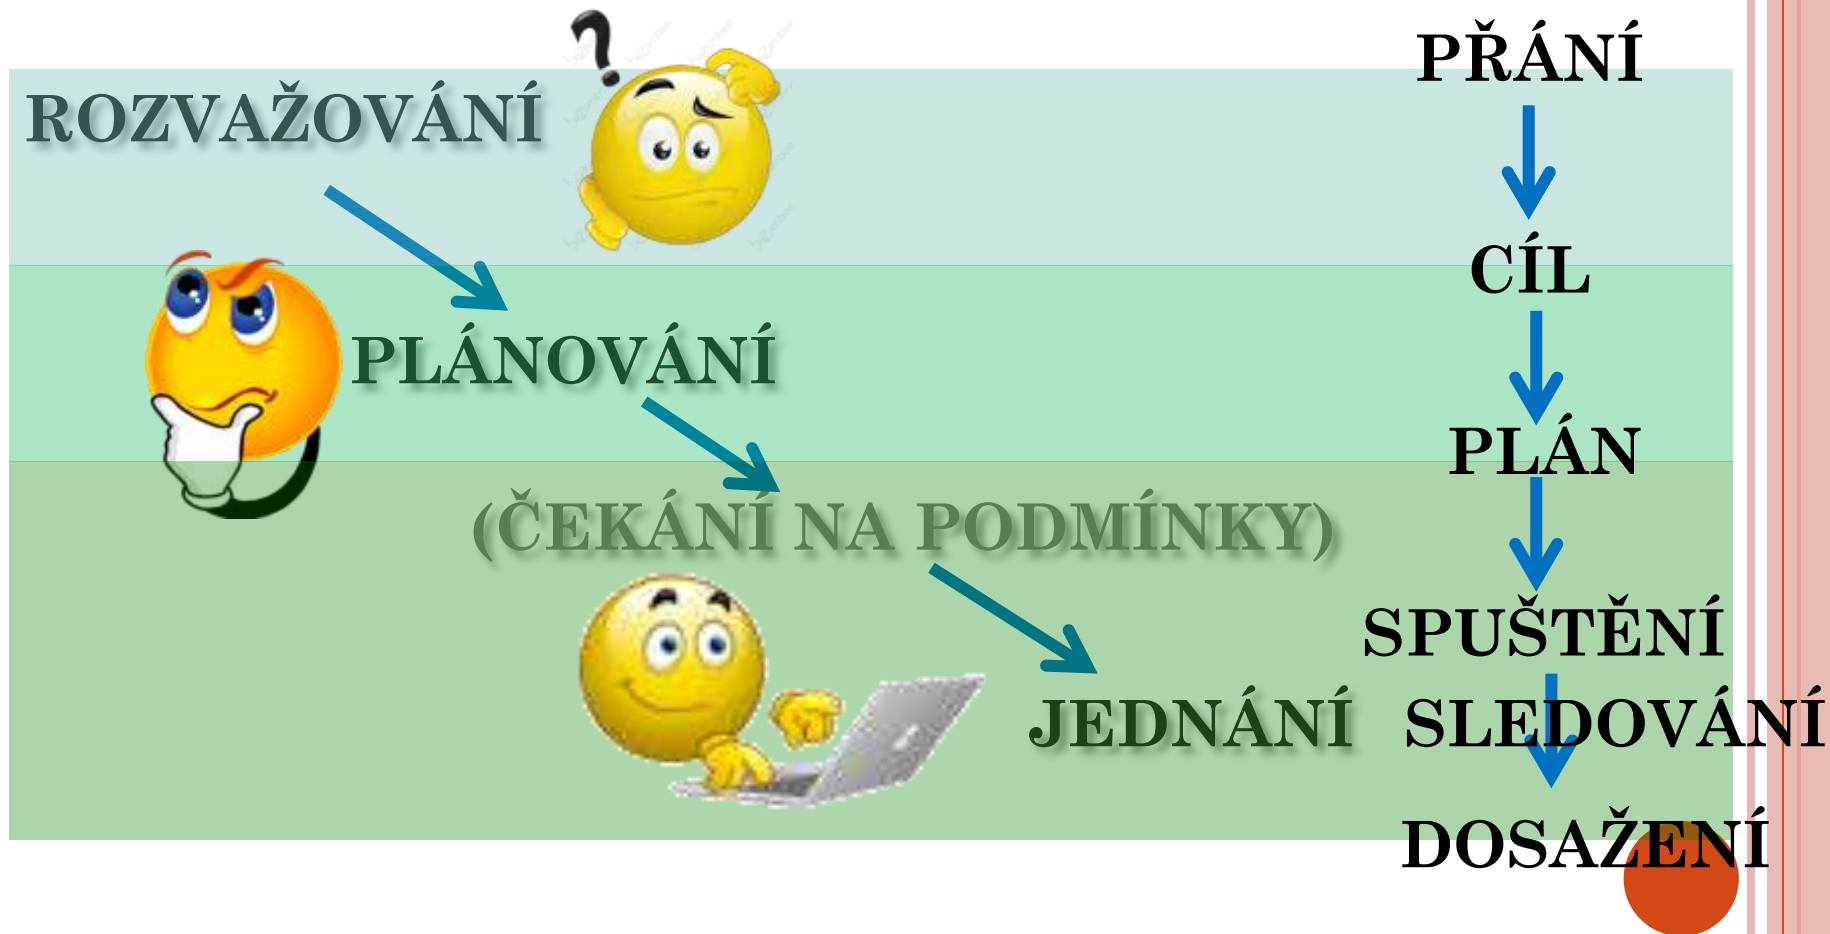 PŘÁNÍ
ROZVAŽOVÁNÍ
CÍL
PLÁNOVÁNÍ
PLÁN
(ČEKÁNÍ NA PODMÍNKY)
SPUŠTĚNÍ
JEDNÁNÍ
SLEDOVÁNÍ
DOSAŽENÍ